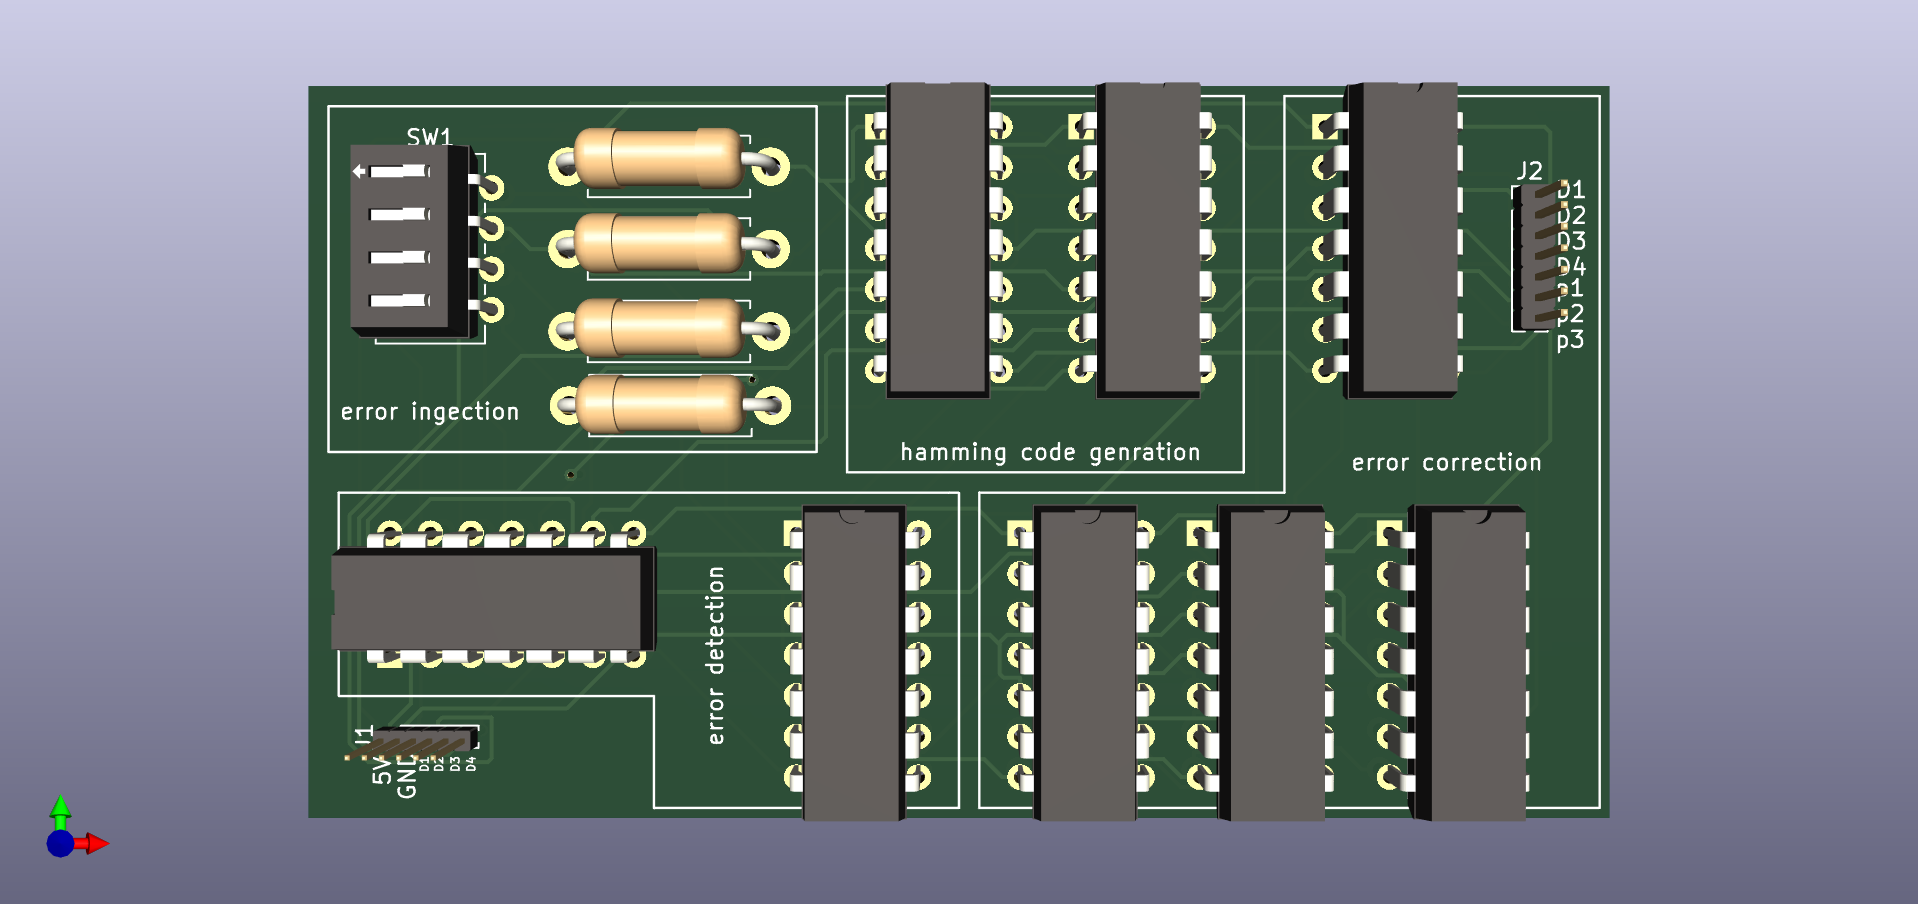 SW1
error ingection
hamming code genration
J2
D1
D2
D3
D4
p1
p2
p3
error correction
error detection
J1
5V
GND
D1
D2
D3
D4